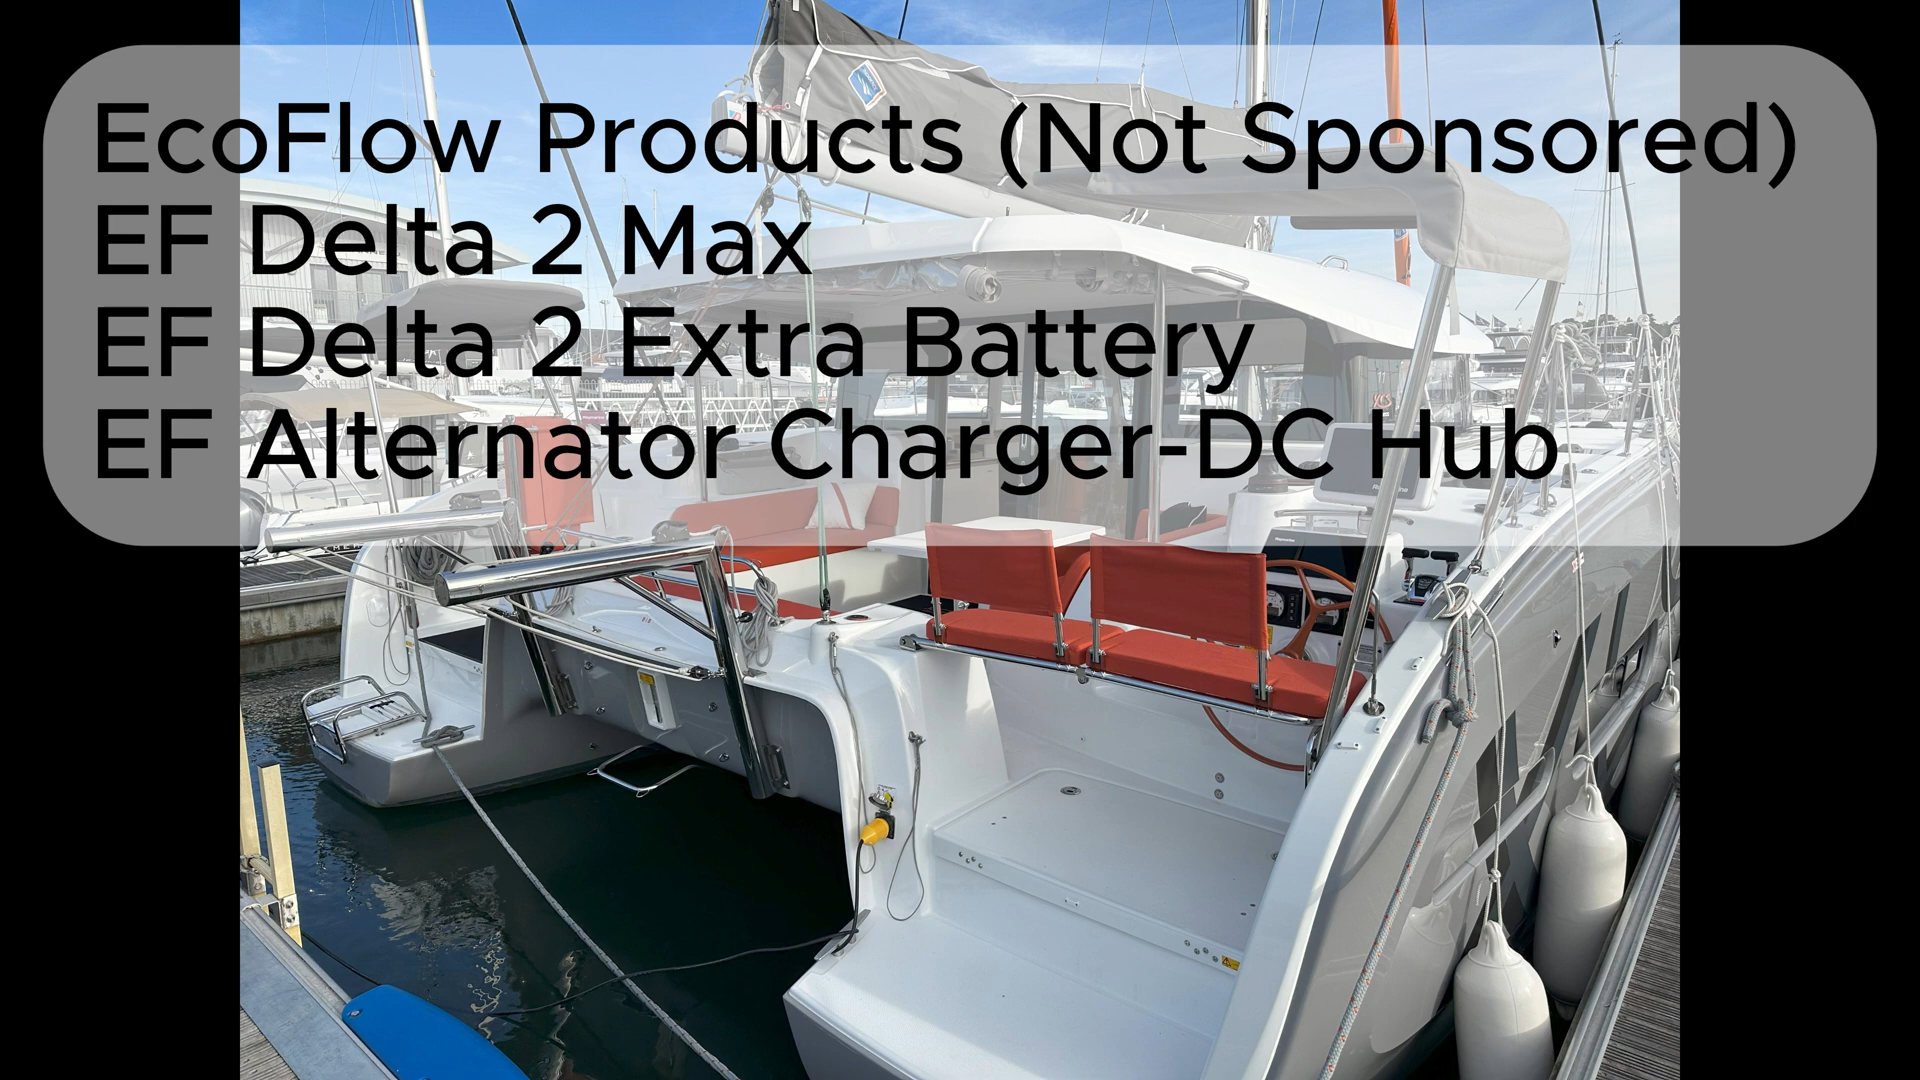 EcoFlow Products (Not Sponsored)
EF Delta 2 Max
EF Delta 2 Extra Battery
EF Alternator Charger-DC Hub